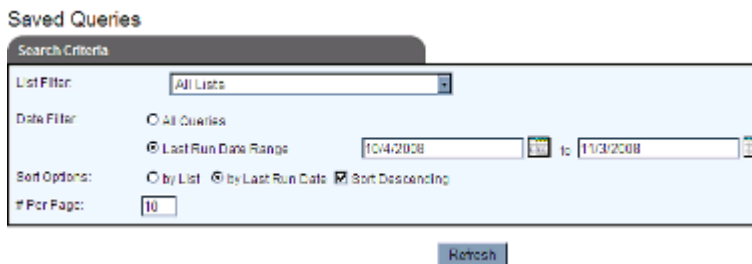 Saved Queries
Search Criteria
List Filter: All Lists
Date Filter: All Queries
Last Run Date Range 10/4/2008 to 11/3/2008
Sort Options: by List by Last Run Date Sort Descending
# Per Page: 10
Refresh